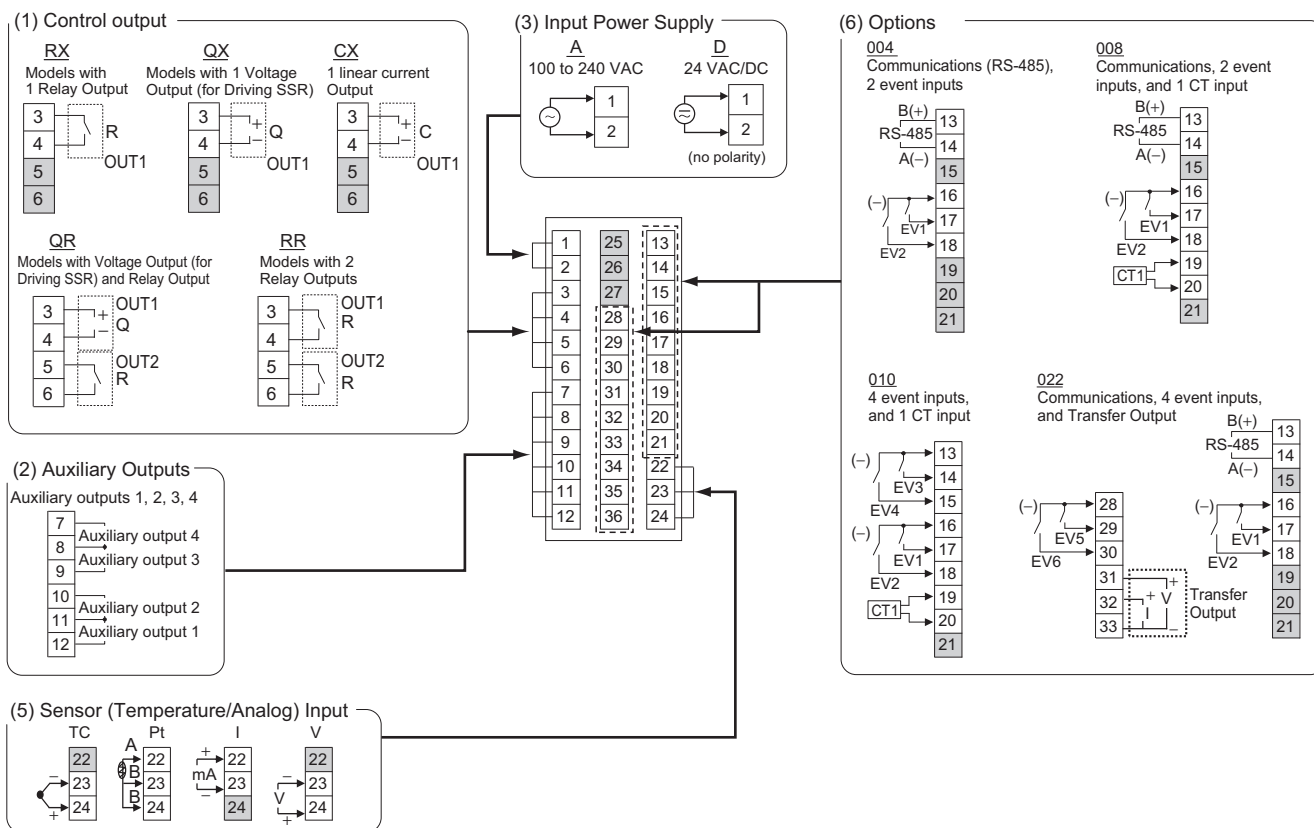 (1) Control output
RX
Models with
1 Relay Output
3
4
5
6
R
OUT1
QX
Models with 1 Voltage
Output (for Driving SSR)
3
4
5
6
+
−
Q
OUT1
CX
1 linear current
Output
3
4
5
6
+
−
C
OUT1
QR
Models with Voltage Output (for
Driving SSR) and Relay Output
3
4
5
6
+
−
OUT1
Q
OUT2
R
RR
Models with 2
Relay Outputs
3
4
5
6
OUT1
R
OUT2
R
(2) Auxiliary Outputs
Auxiliary outputs 1, 2, 3, 4
7
8
9
10
11
12
Auxiliary output 4
Auxiliary output 3
Auxiliary output 2
Auxiliary output 1
(3) Input Power Supply
A
100 to 240 VAC
1
2
D
24 VAC/DC
1
2
(no polarity)
1
2
3
4
5
6
7
8
9
10
11
12
25
26
27
28
29
30
31
32
33
34
35
36
13
14
15
16
17
18
19
20
21
22
23
24
(5) Sensor (Temperature/Analog) Input
TC
22
23
24
−
+
Pt
A
B
B
22
23
24
I
+
mA
−
22
23
24
V
−
V
+
22
23
24
(6) Options
004
Communications (RS-485),
2 event inputs
B(+)
RS-485
A(−)
(−)
EV1
EV2
13
14
15
16
17
18
19
20
21
008
Communications, 2 event
inputs, and 1 CT input
B(+)
RS-485
A(−)
(−)
EV1
EV2
CT1
13
14
15
16
17
18
19
20
21
010
4 event inputs,
and 1 CT input
(−)
EV3
EV4
(−)
EV1
EV2
CT1
13
14
15
16
17
18
19
20
21
022
Communications, 4 event inputs,
and Transfer Output
(−)
EV5
EV6
28
29
30
31
32
33
+
+
V
I
−
Transfer
Output
B(+)
RS-485
A(−)
(−)
EV1
EV2
13
14
15
16
17
18
19
20
21